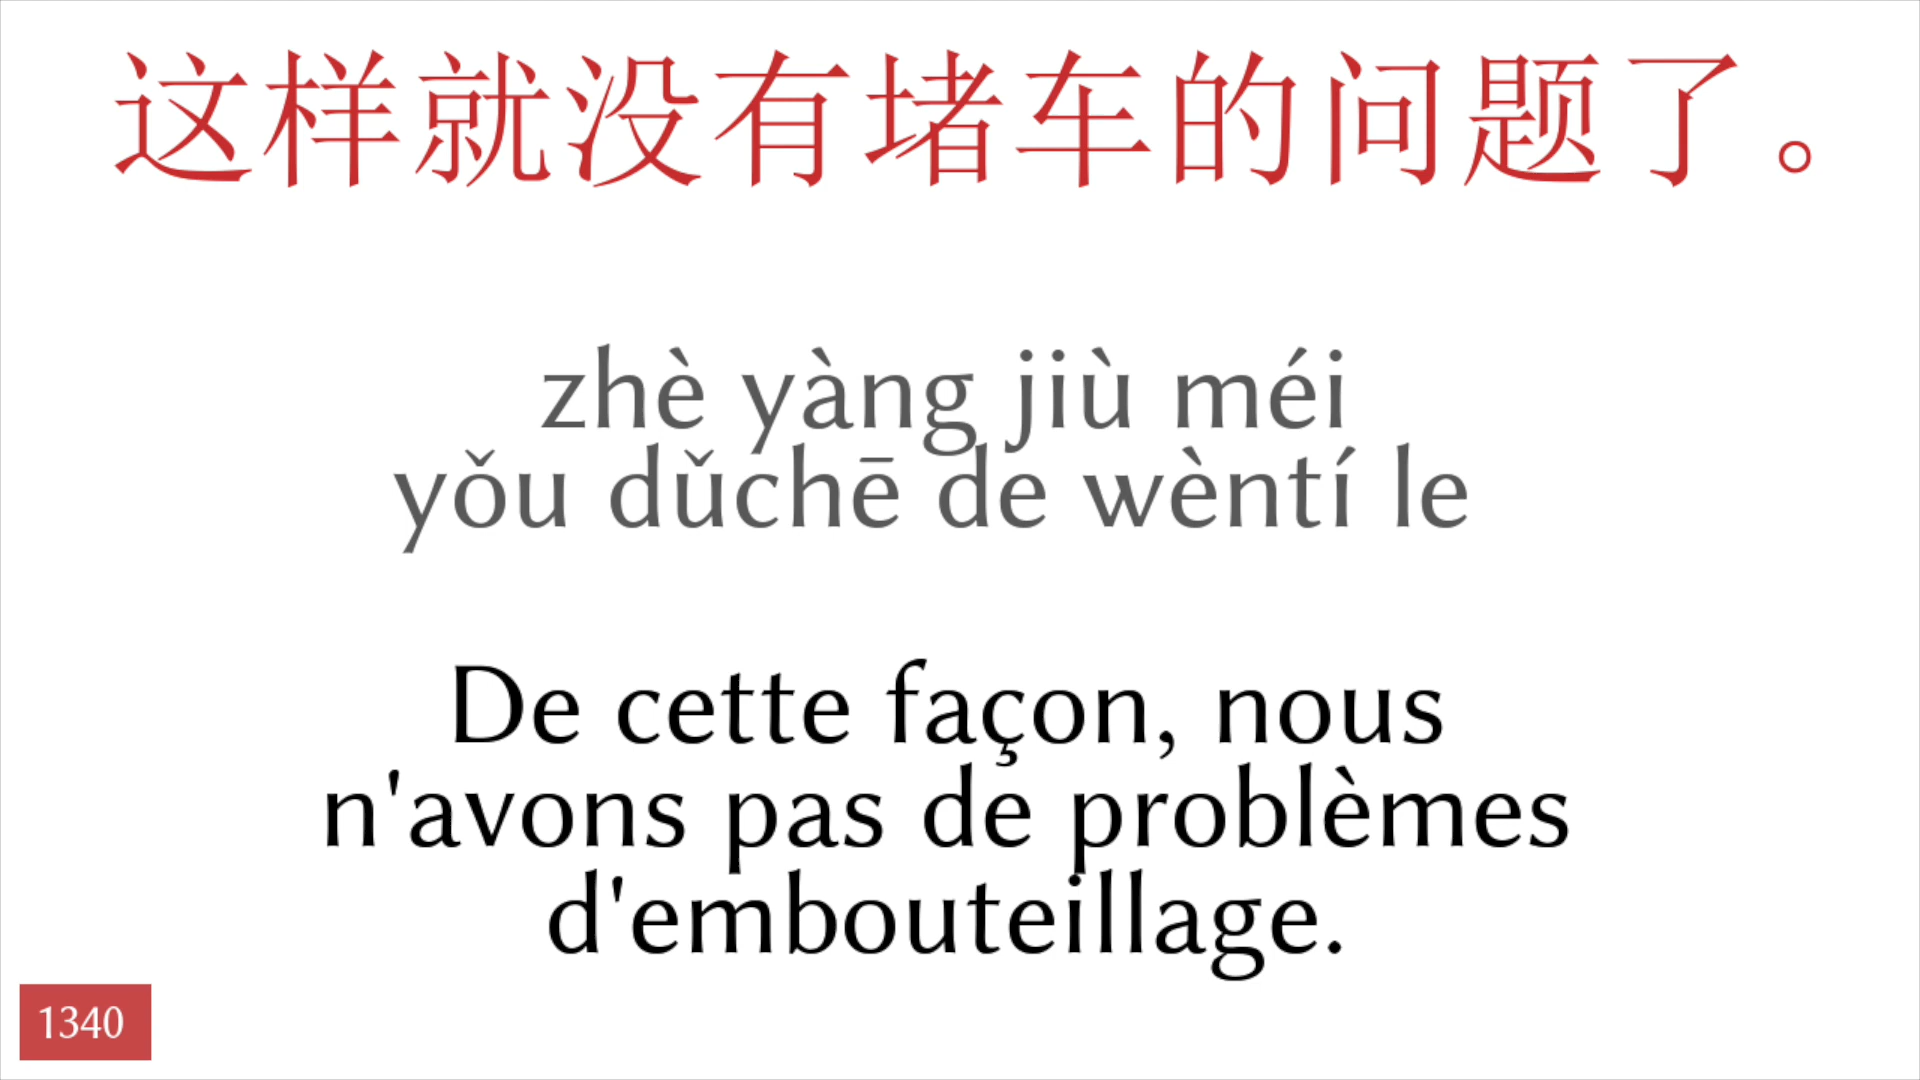 这样就没有堵车的问题了。
zhè yàng jiù méi
yǒu dǔchē de wèntí le
De cette façon, nous
n'avons pas de problèmes
d'embouteillage.
1340